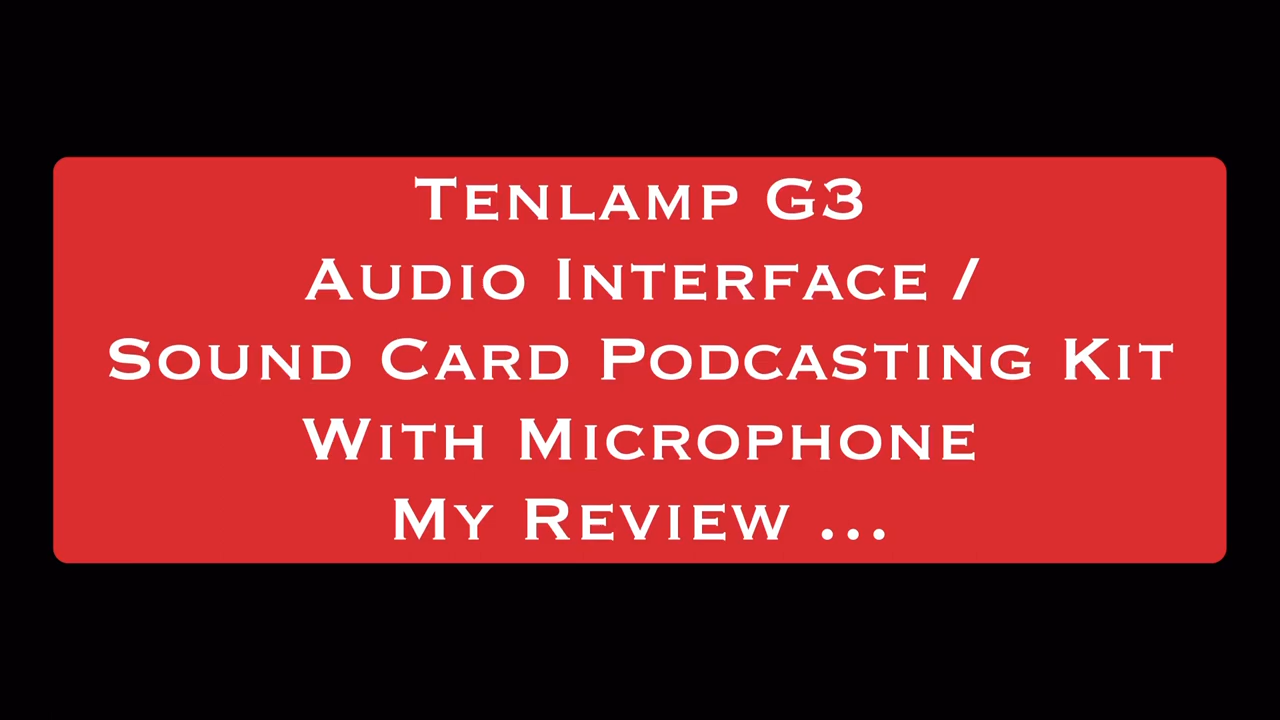 Tenlamp G3
Audio Interface /
Sound Card Podcasting Kit
With Microphone
My Review ...